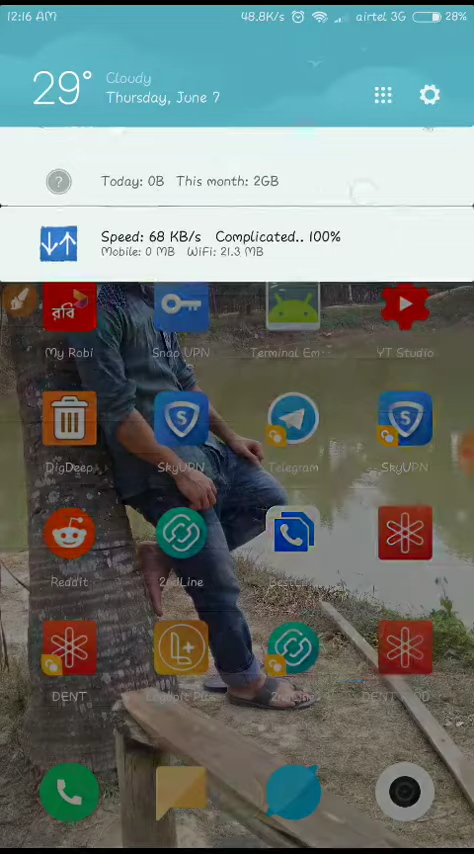 12:16 AM 48.8K/s airtel 3G 28%
29° Cloudy
Thursday, June 7
? Today: 0B This month: 2GB
Speed: 68 KB/s Complicated.. 100%
Mobile: 0 MB WiFi: 21.3 MB
রবি
My Robi Snap VPN Terminal Em.. YT Studio
S S
DigDeep SkyVPN Telegram SkyVPN
Reddit 2ndLine
L+
DENT